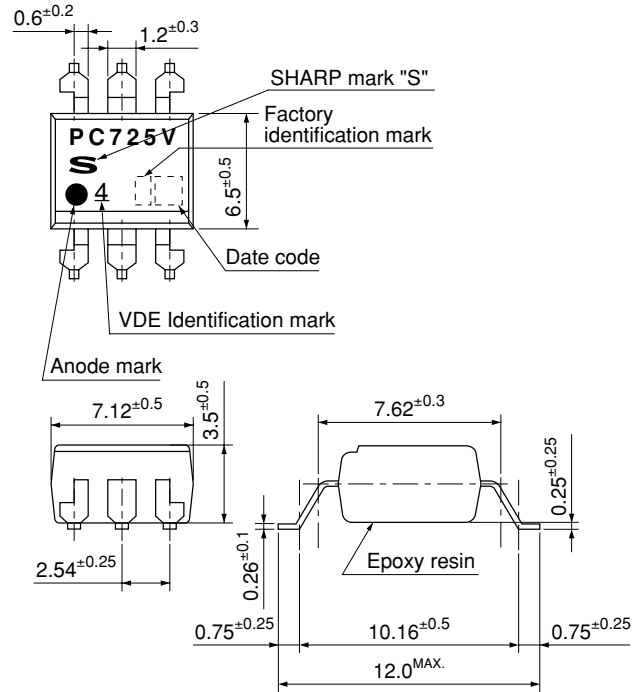 0.6±0.2
1.2±0.3
SHARP mark "S"
Factory
identification mark
PC725V
S
4
6.5±0.5
Date code
VDE Identification mark
Anode mark
7.12±0.5
3.5±0.5
7.62±0.3
0.25±0.25
2.54±0.25
0.26±0.1
Epoxy resin
0.75±0.25
10.16±0.5
0.75±0.25
12.0MAX.